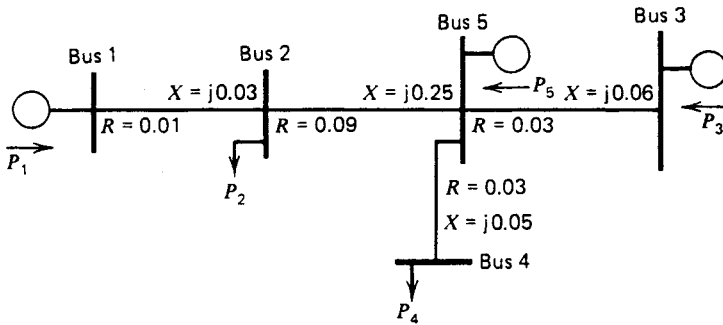 Bus 5
Bus 3
Bus 1
Bus 2
X = j0.03
X = j0.25
P5
X = j0.06
R = 0.01
R = 0.09
R = 0.03
P3
P1
P2
R = 0.03
X = j0.05
Bus 4
P4